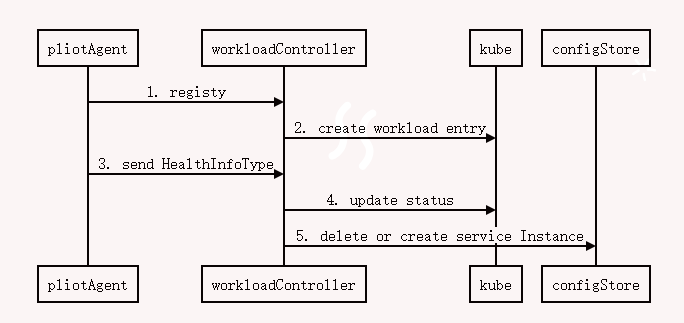 pliotAgent workloadController kube configStore
1. registy
2. create workload entry
3. send HealthInfoType
4. update status
5. delete or create service Instance
pliotAgent workloadController kube configStore